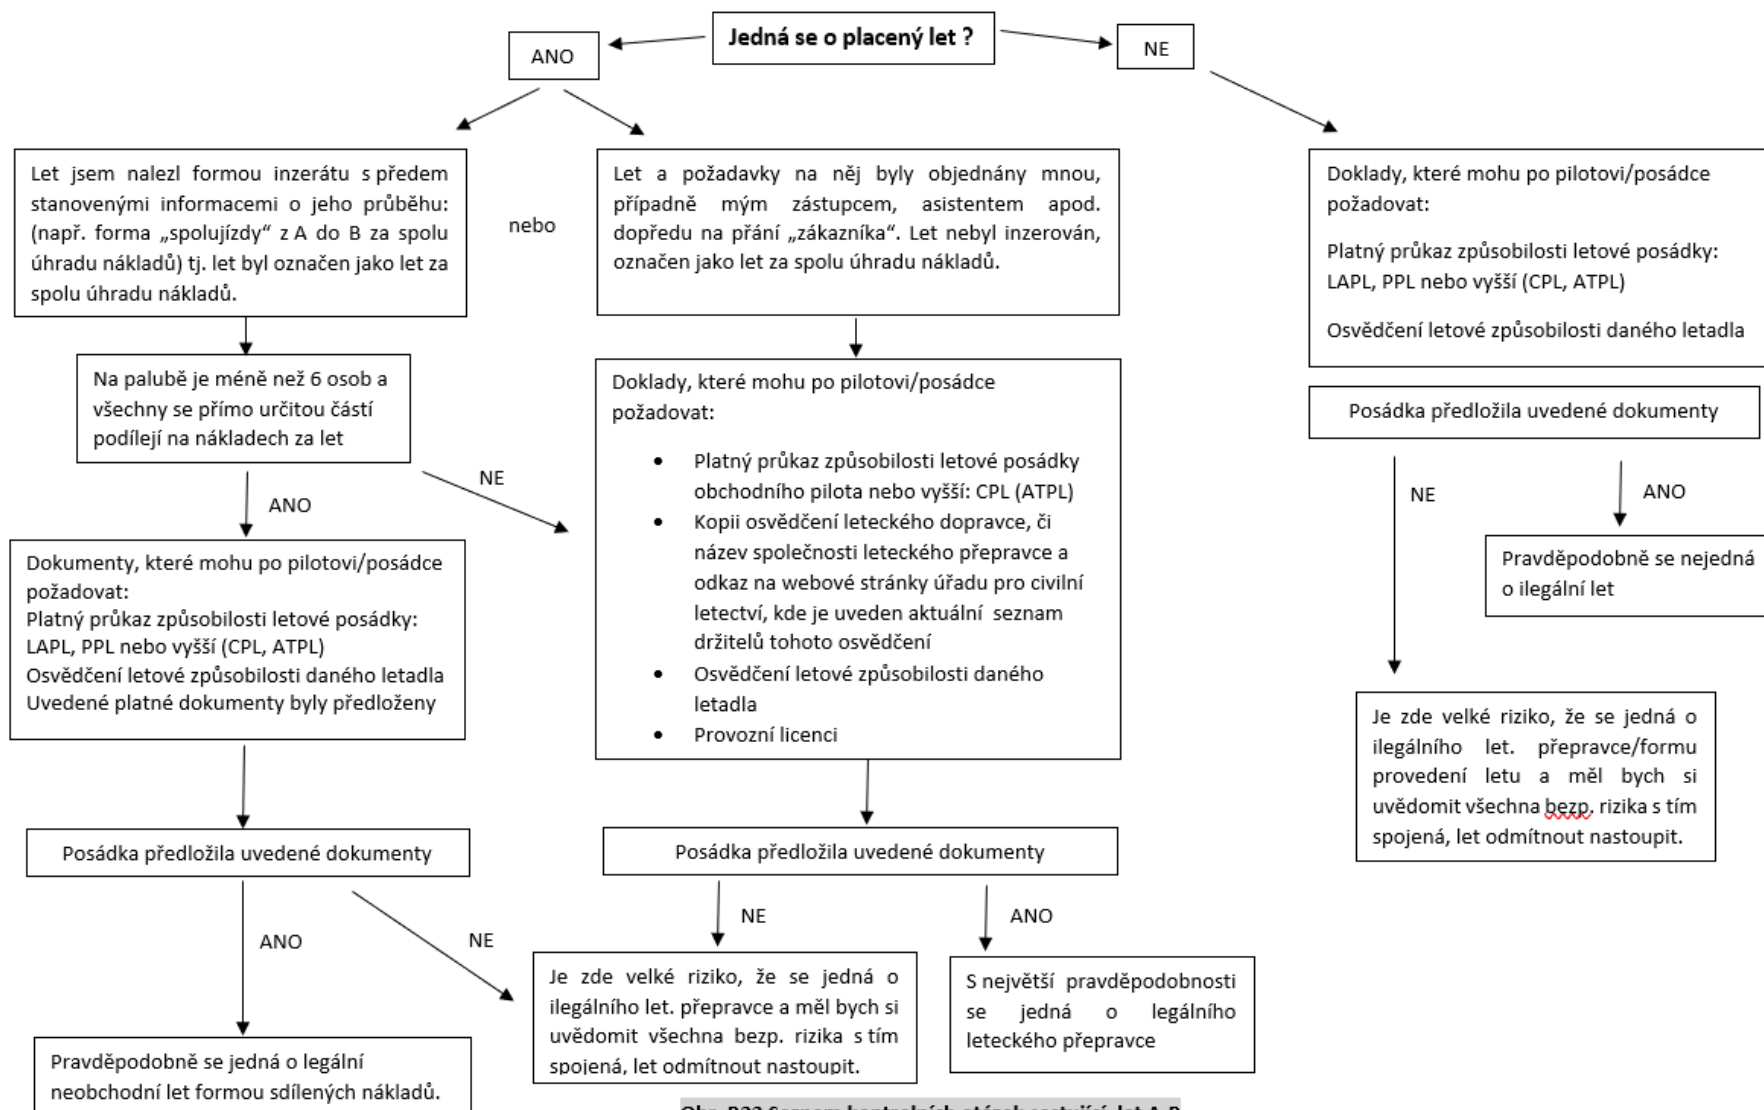 Jedná se o placený let ?
ANO
NE
Let jsem nalezl formou inzerátu s předem
stanovenými informacemi o jeho průběhu:
(např. forma „spolujízdy“ z A do B za spolu
úhradu nákladů) tj. let byl označen jako let za
spolu úhradu nákladů.
nebo
Let a požadavky na něj byly objednány mnou,
případně mým zástupcem, asistentem apod.
dopředu na přání „zákazníka“. Let nebyl inzerován,
označen jako let za spolu úhradu nákladů.
Doklady, které mohu po pilotovi/posádce
požadovat:
Platný průkaz způsobilosti letové posádky:
LAPL, PPL nebo vyšší (CPL, ATPL)
Osvědčení letové způsobilosti daného letadla
Na palubě je méně než 6 osob a
všechny se přímo určitou částí
podílejí na nákladech za let
ANO
NE
Doklady, které mohu po pilotovi/posádce
požadovat:
• Platný průkaz způsobilosti letové posádky
obchodního pilota nebo vyšší: CPL (ATPL)
• Kopii osvědčení leteckého dopravce, či
název společnosti leteckého přepravce a
odkaz na webové stránky úřadu pro civilní
letectví, kde je uveden aktuální seznam
držitelů tohoto osvědčení
• Osvědčení letové způsobilosti daného
letadla
• Provozní licenci
Posádka předložila uvedené dokumenty
NE
ANO
Pravděpodobně se nejedná
o ilegální let
Je zde velké riziko, že se jedná o
ilegálního let. přepravce/formu
provedení letu a měl bych si
uvědomit všechna bezp. rizika s tím
spojená, let odmítnout nastoupit.
Dokumenty, které mohu po pilotovi/posádce
požadovat:
Platný průkaz způsobilosti letové posádky:
LAPL, PPL nebo vyšší (CPL, ATPL)
Osvědčení letové způsobilosti daného letadla
Uvedené platné dokumenty byly předloženy
Posádka předložila uvedené dokumenty
ANO
NE
Posádka předložila uvedené dokumenty
NE
ANO
Je zde velké riziko, že se jedná o
ilegálního let. přepravce a měl bych si
uvědomit všechna bezp. rizika s tím
spojená, let odmítnout nastoupit.
S největší pravděpodobnosti
se jedná o legálního
leteckého přepravce
Pravděpodobně se jedná o legální
neobchodní let formou sdílených nákladů.